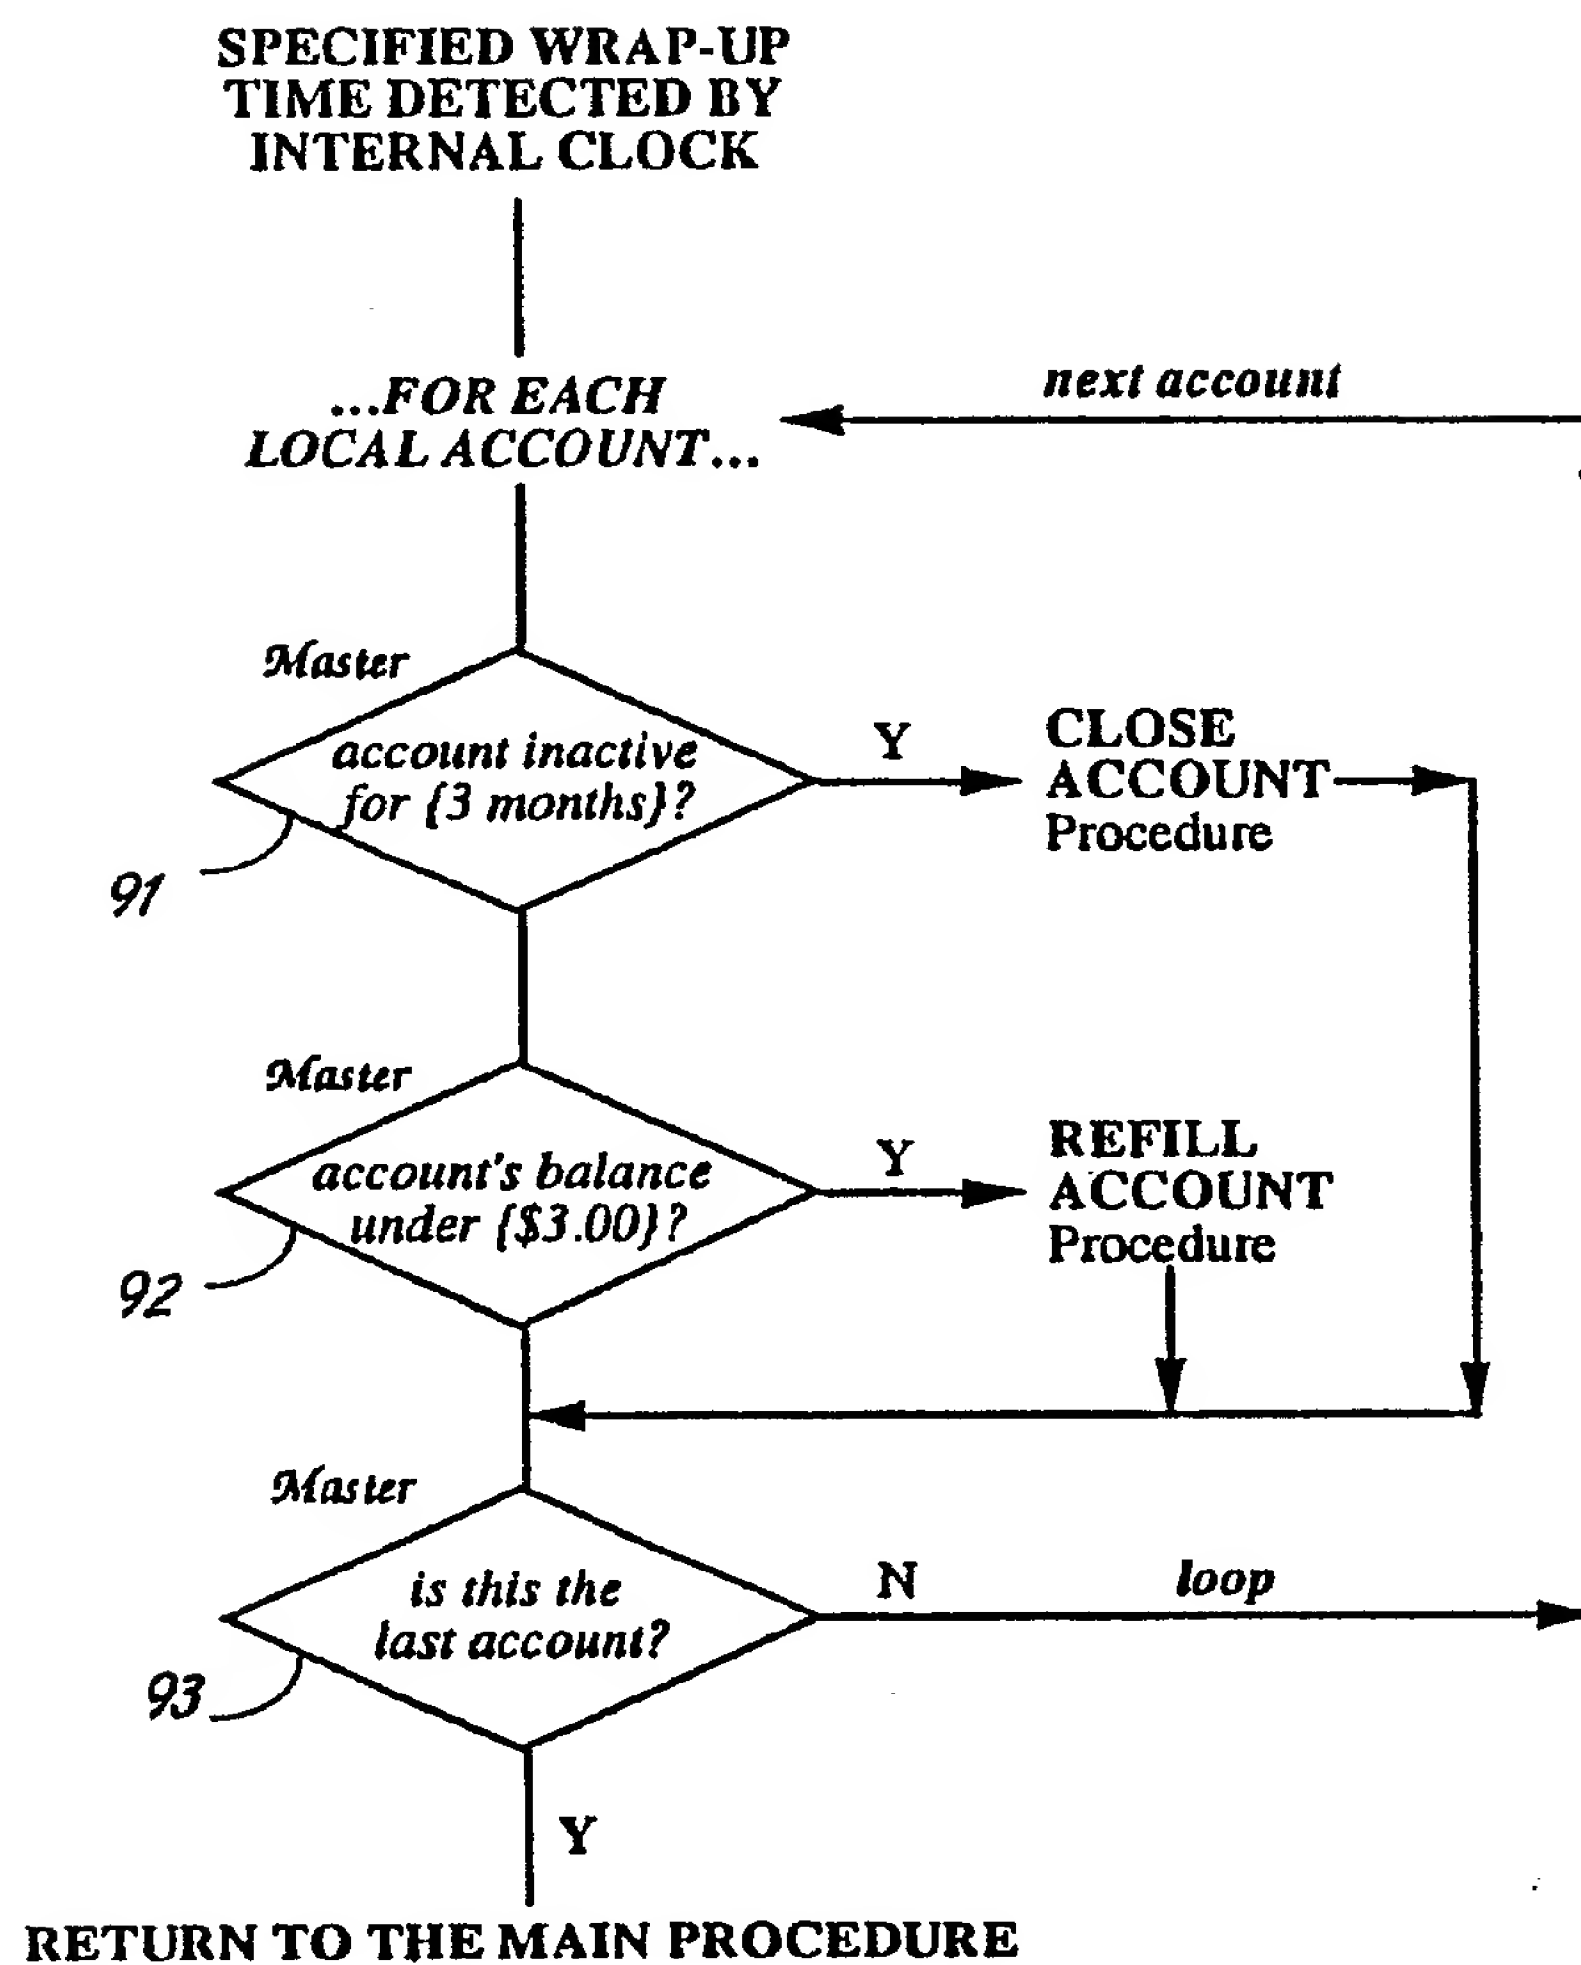 SPECIFIED WRAP-UP
TIME DETECTED BY
INTERNAL CLOCK
...FOR EACH
LOCAL ACCOUNT...
next account
Master
account inactive
for {3 months}?
Y
CLOSE
ACCOUNT
Procedure
91
Master
account's balance
under {$3.00}?
Y
REFILL
ACCOUNT
Procedure
92
Master
is this the
last account?
N
loop
93
Y
RETURN TO THE MAIN PROCEDURE